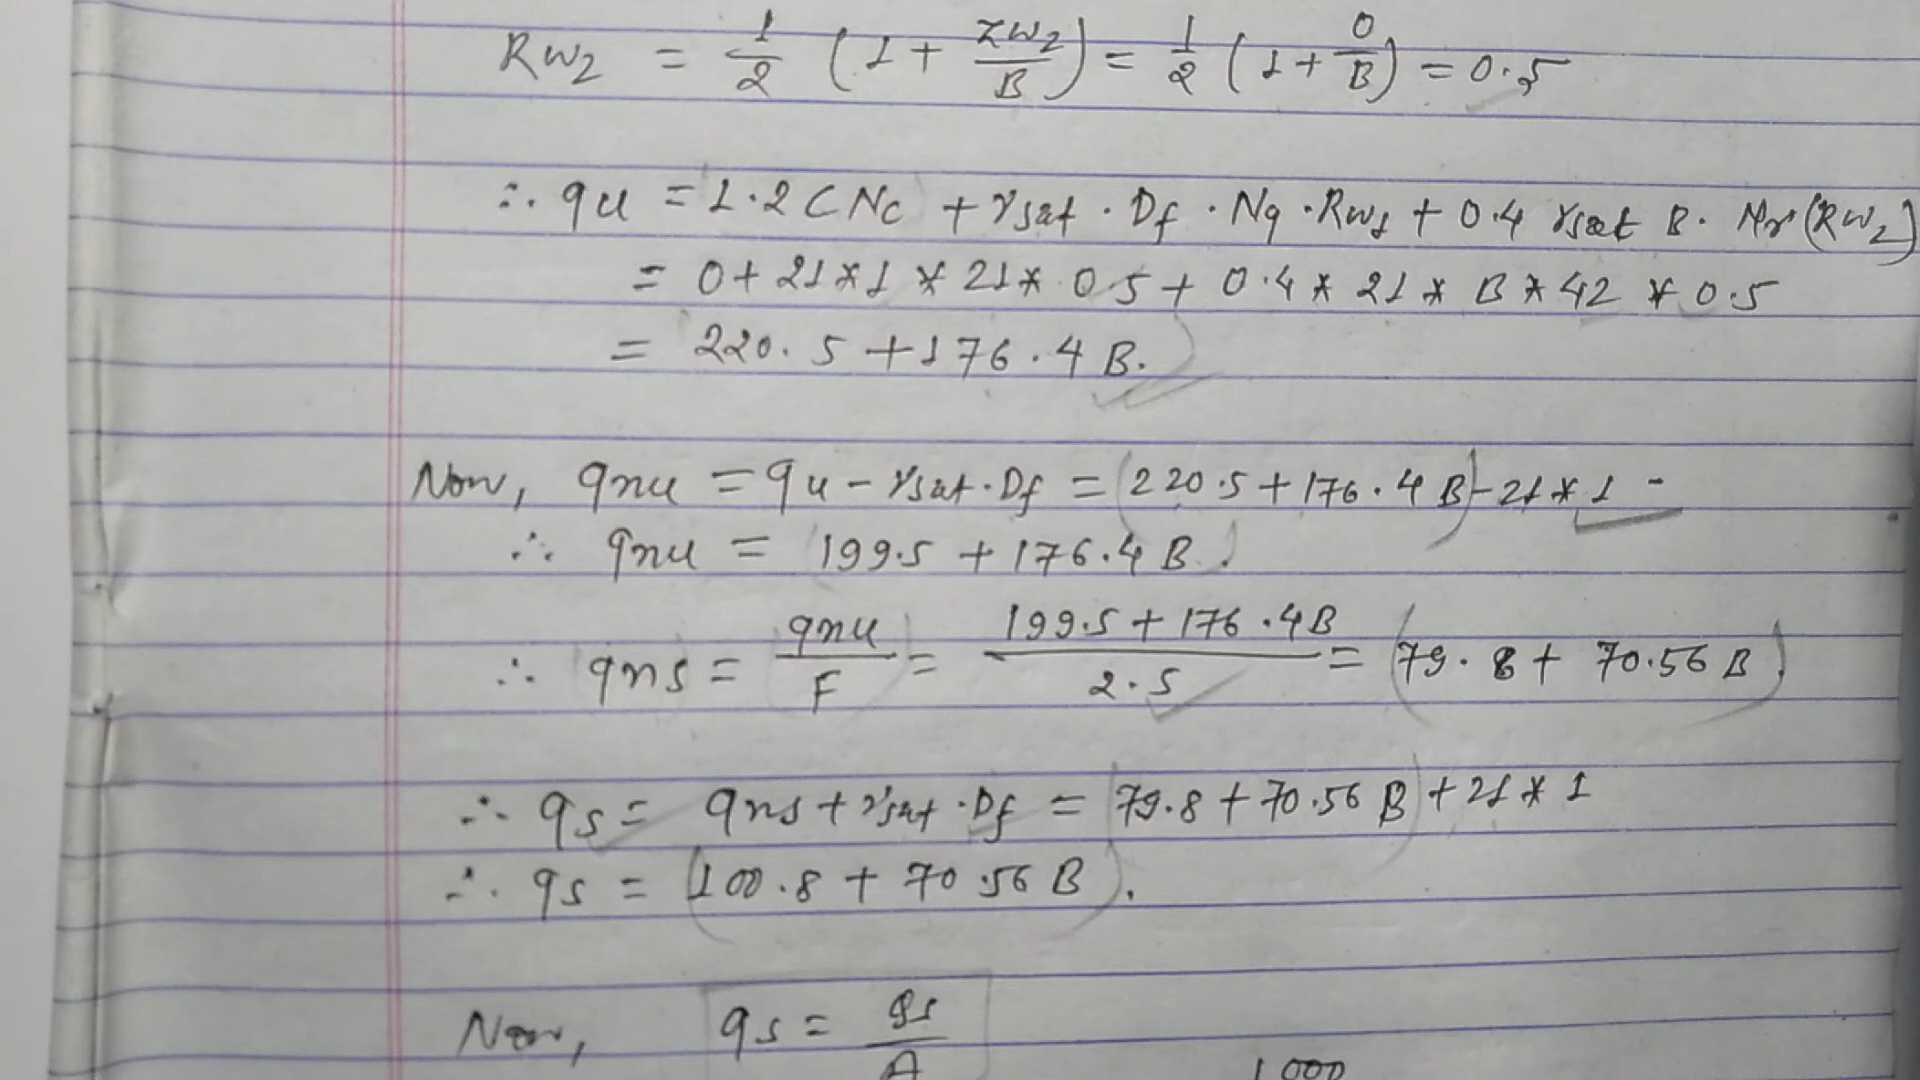 Rw₂ = 1/2 (1 + Zw₂/B) = 1/2 (1 + 0/B) = 0.5
∴ qu = 1.2 CNc + γsat · Df · Nq · Rw₁ + 0.4 γsat B · Nγ (Rw₂)
= 0 + 21*1 * 21* 0.5 + 0.4 * 21 * B * 42 * 0.5
= 220.5 + 176.4 B.
Now, qnu = qu - γsat · Df = (220.5 + 176.4 B) - 21 * 1 -
∴ qnu = 199.5 + 176.4 B.
∴ qns = qnu/F = 199.5 + 176.4B/2.5 = (79.8 + 70.56 B)
∴ qs = qns + γsat · Df = (79.8 + 70.56 B) + 21 * 1
∴ qs = (100.8 + 70.56 B).
Now, qs = Qs/A 1000